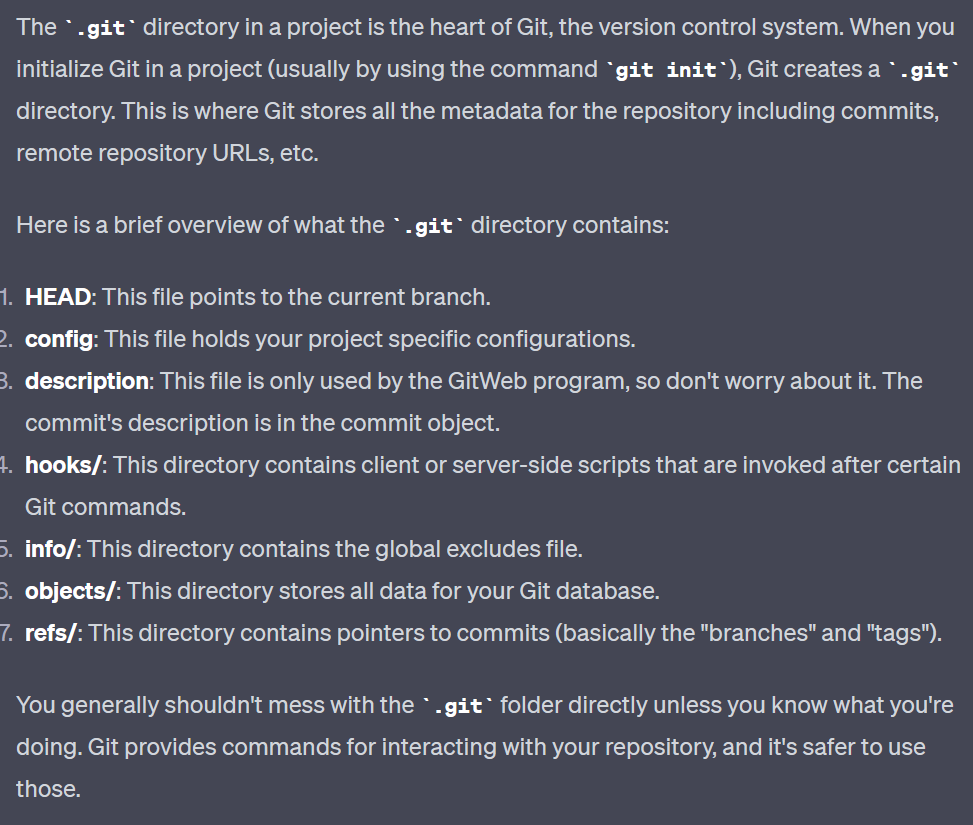 The `.git` directory in a project is the heart of Git, the version control system. When you
initialize Git in a project (usually by using the command `git init`), Git creates a `.git`
directory. This is where Git stores all the metadata for the repository including commits,
remote repository URLs, etc.
Here is a brief overview of what the `.git` directory contains:
1. HEAD: This file points to the current branch.
2. config: This file holds your project specific configurations.
3. description: This file is only used by the GitWeb program, so don't worry about it. The
commit's description is in the commit object.
4. hooks/: This directory contains client or server-side scripts that are invoked after certain
Git commands.
5. info/: This directory contains the global excludes file.
6. objects/: This directory stores all data for your Git database.
7. refs/: This directory contains pointers to commits (basically the "branches" and "tags").
You generally shouldn't mess with the `.git` folder directly unless you know what you're
doing. Git provides commands for interacting with your repository, and it's safer to use
those.